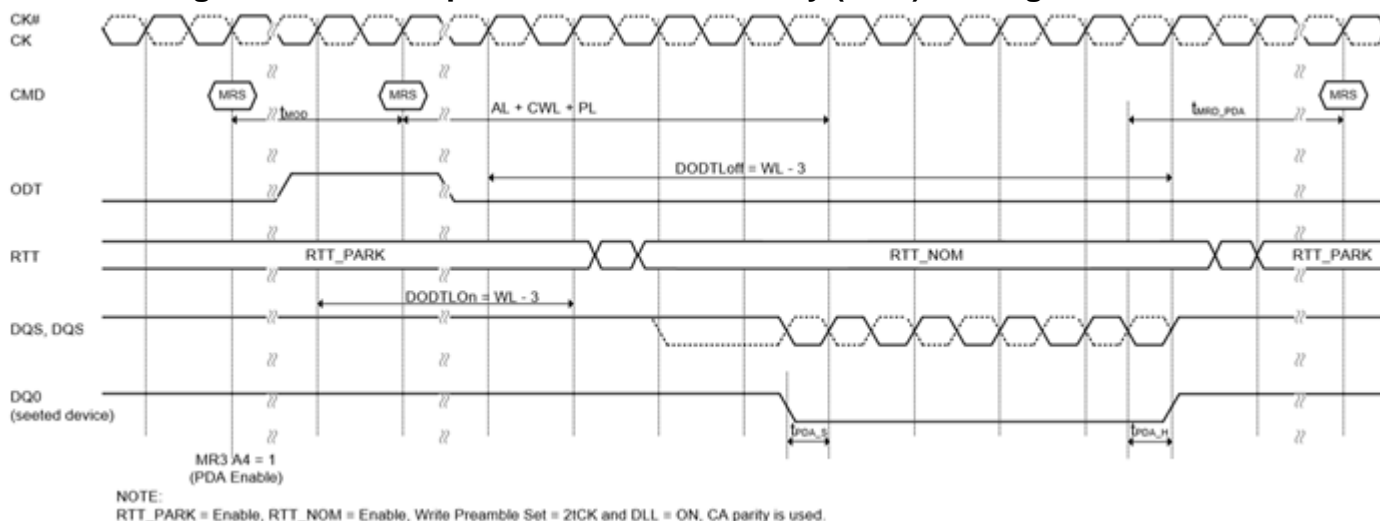 CK#
CK
CMD
MRS
MRS
MRS
tMOD
AL + CWL + PL
tMRD_PDA
DODTLoff = WL - 3
ODT
RTT
RTT_PARK
RTT_NOM
RTT_PARK
DODTLOn = WL - 3
DQS, DQS
DQ0
(seeted device)
tPDA_S
tPDA_H
MR3 A4 = 1
(PDA Enable)
NOTE:
RTT_PARK = Enable, RTT_NOM = Enable, Write Preamble Set = 2tCK and DLL = ON, CA parity is used.